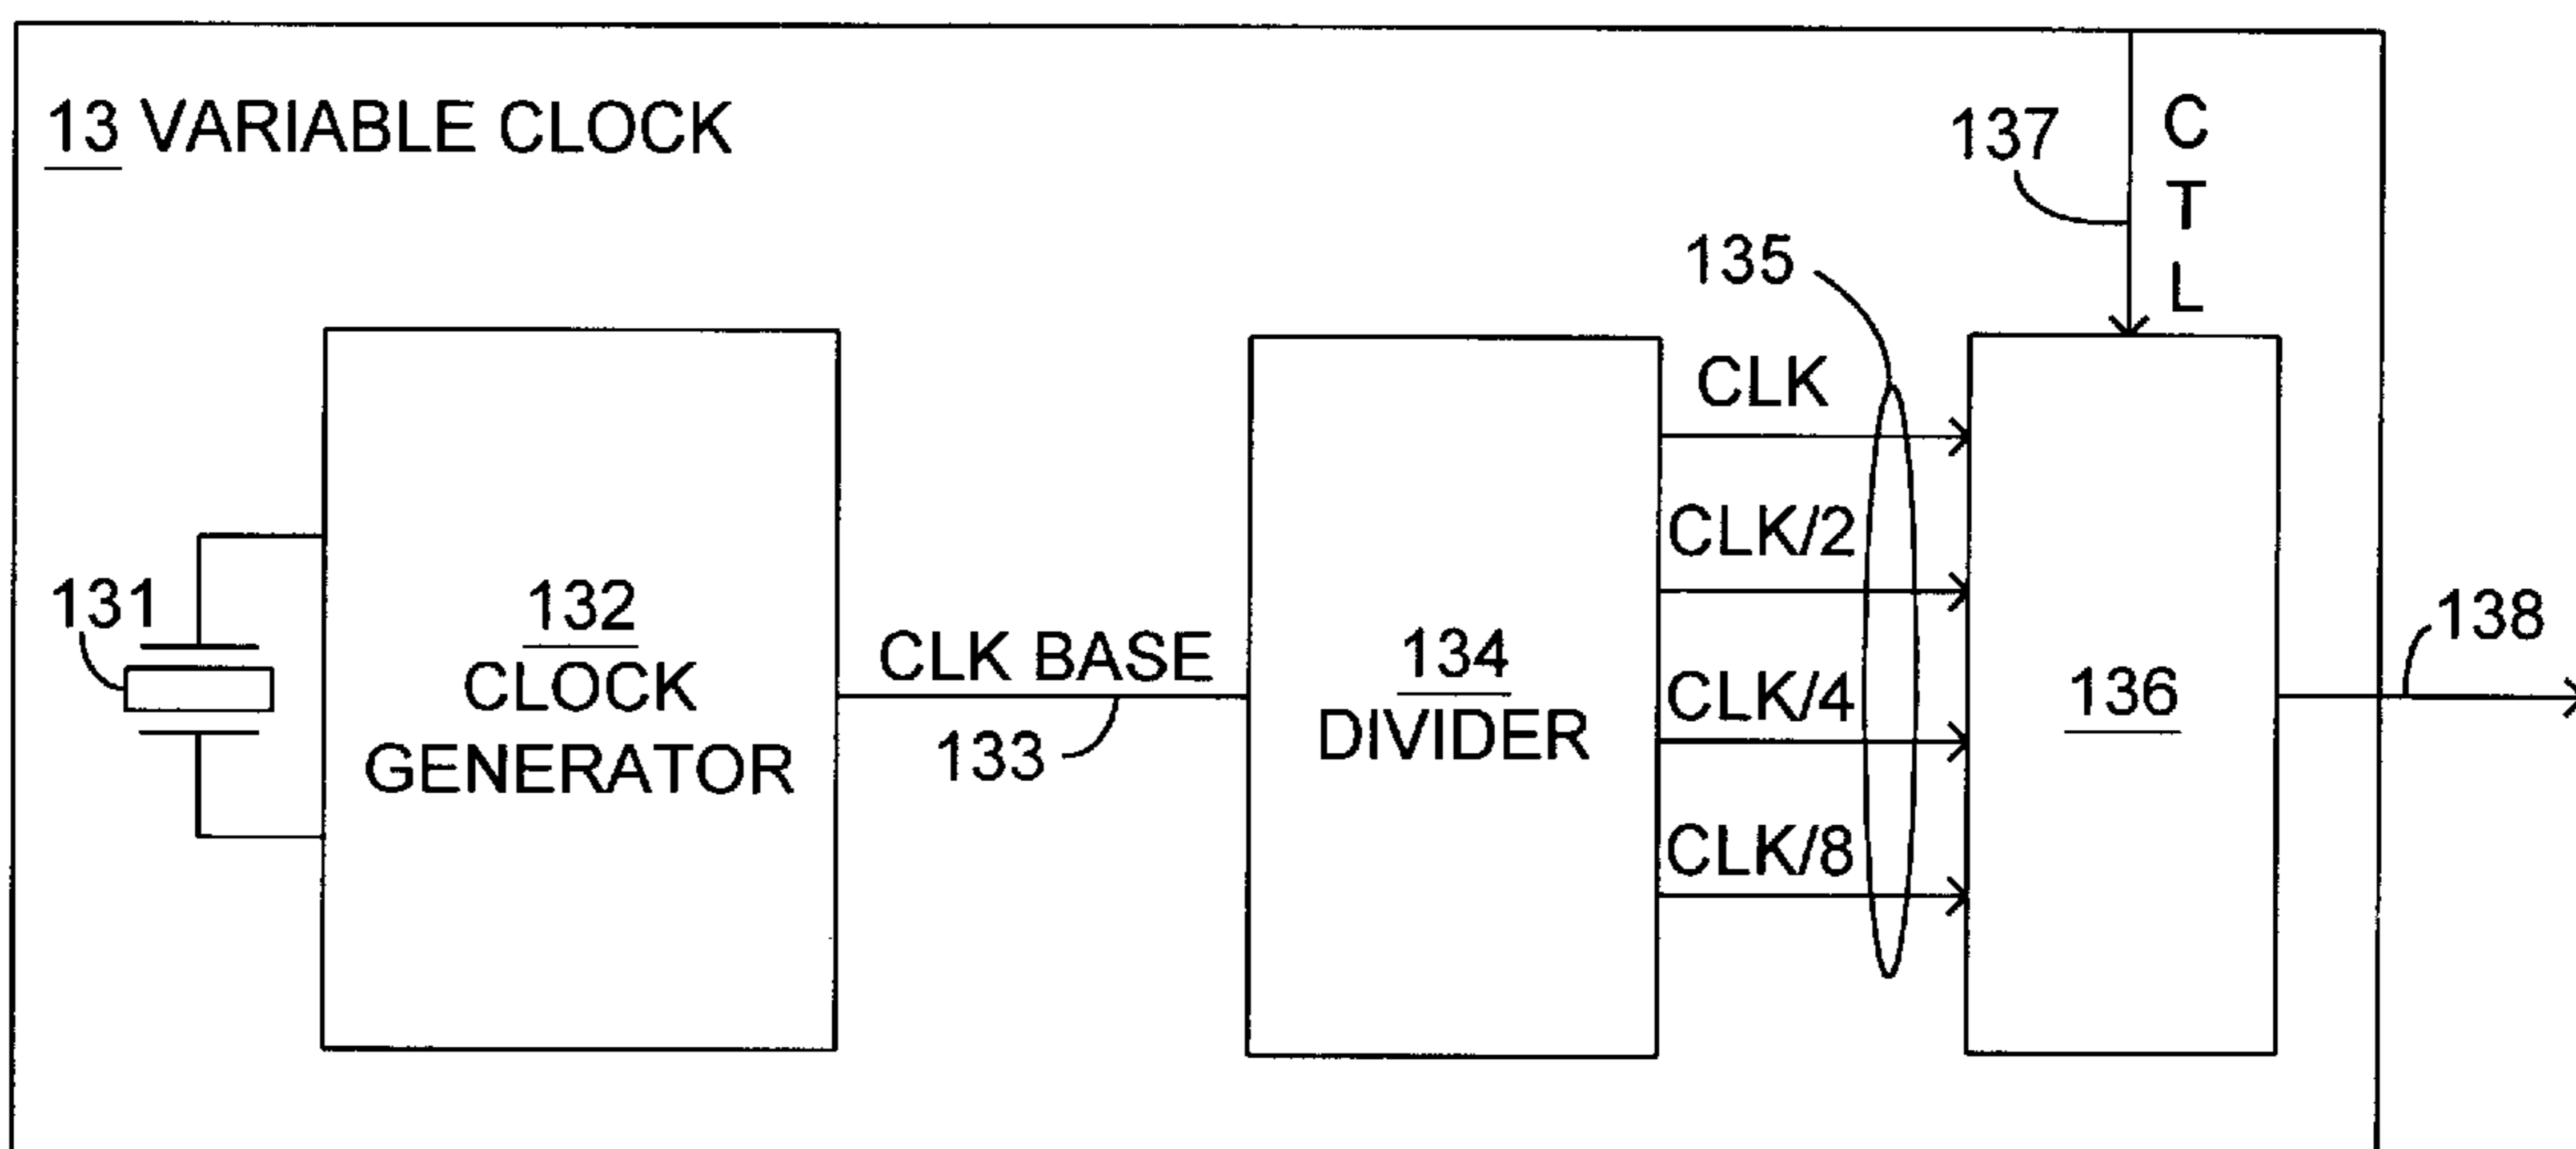 13 VARIABLE CLOCK
137
C
T
L
135
CLK
CLK/2
CLK/4
CLK/8
131
132
CLOCK
GENERATOR
CLK BASE
133
134
DIVIDER
136
138